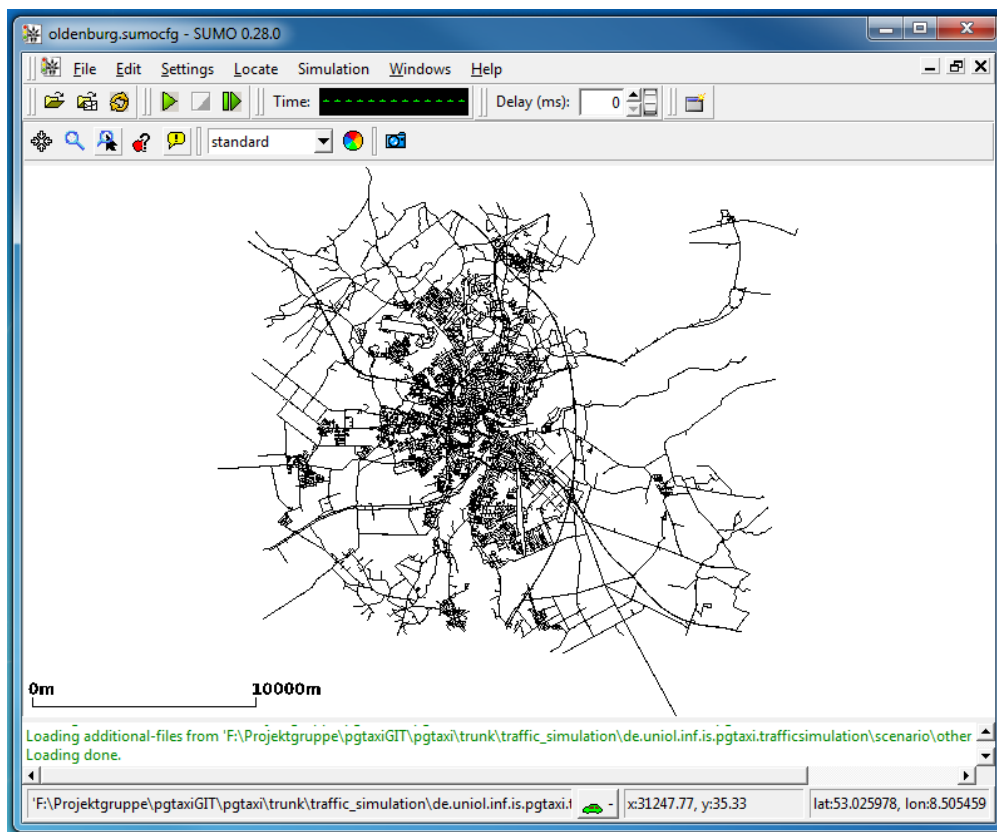 oldenburg.sumocfg - SUMO 0.28.0
File Edit Settings Locate Simulation Windows Help
Time: Delay (ms): 0
standard
0m 10000m
Loading additional-files from 'F:\Projektgruppe\pgtaxiGIT\pgtaxi\trunk\traffic_simulation\de.uniol.inf.is.pgtaxi.trafficsimulation\scenario\other
Loading done.
'F:\Projektgruppe\pgtaxiGIT\pgtaxi\trunk\traffic_simulation\de.uniol.inf.is.pgtaxi. - x:31247.77, y:35.33 lat:53.025978, lon:8.505459